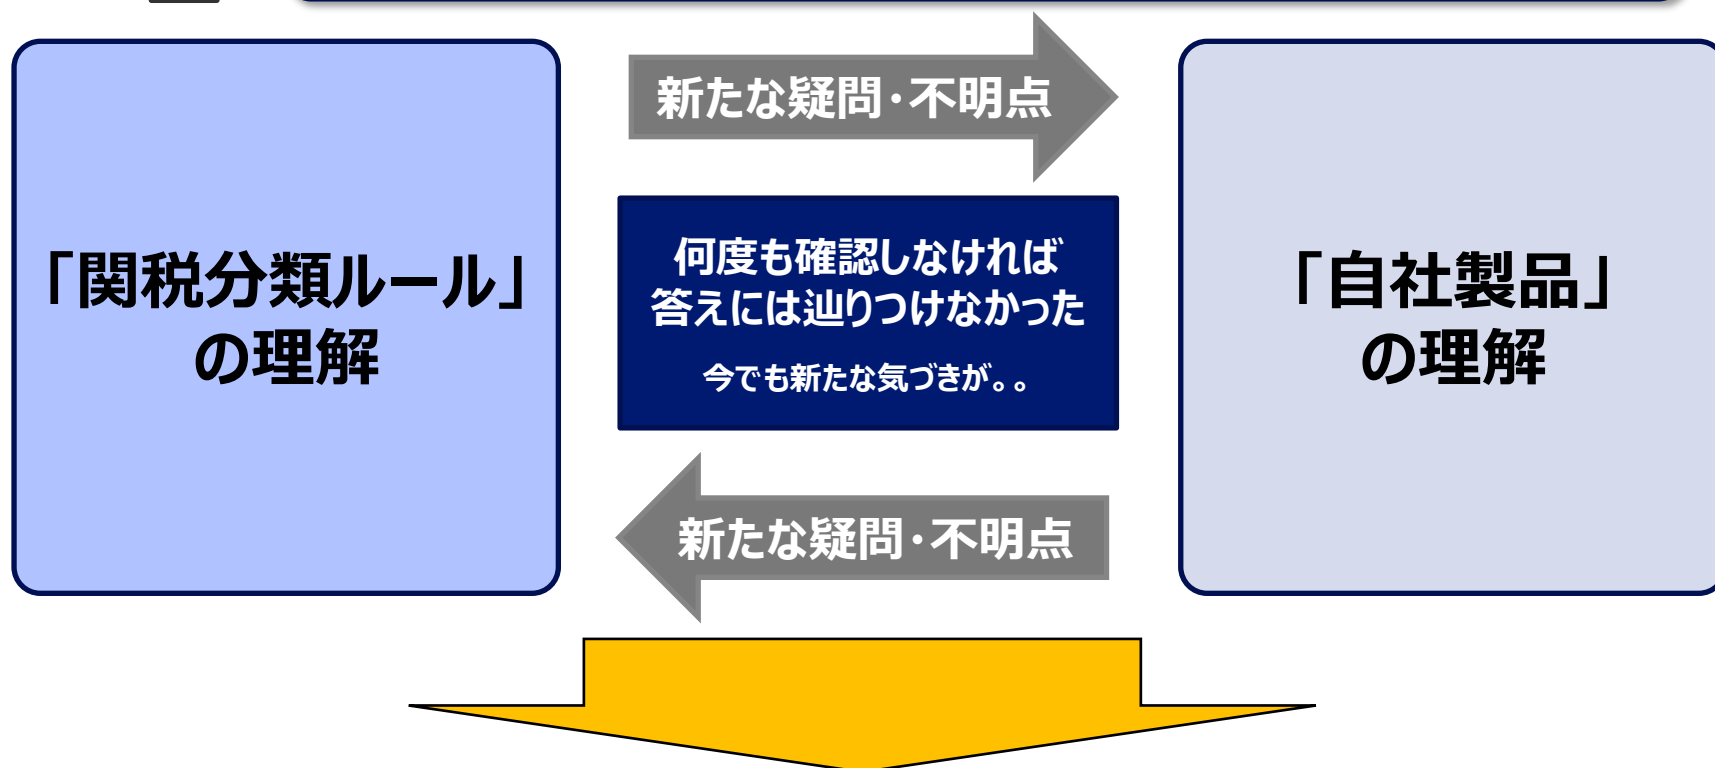 新たな疑問・不明点
「関税分類ルール」
の理解
何度も確認しなければ
答えには辿りつけなかった
今でも新たな気づきが。。
「自社製品」
の理解
新たな疑問・不明点